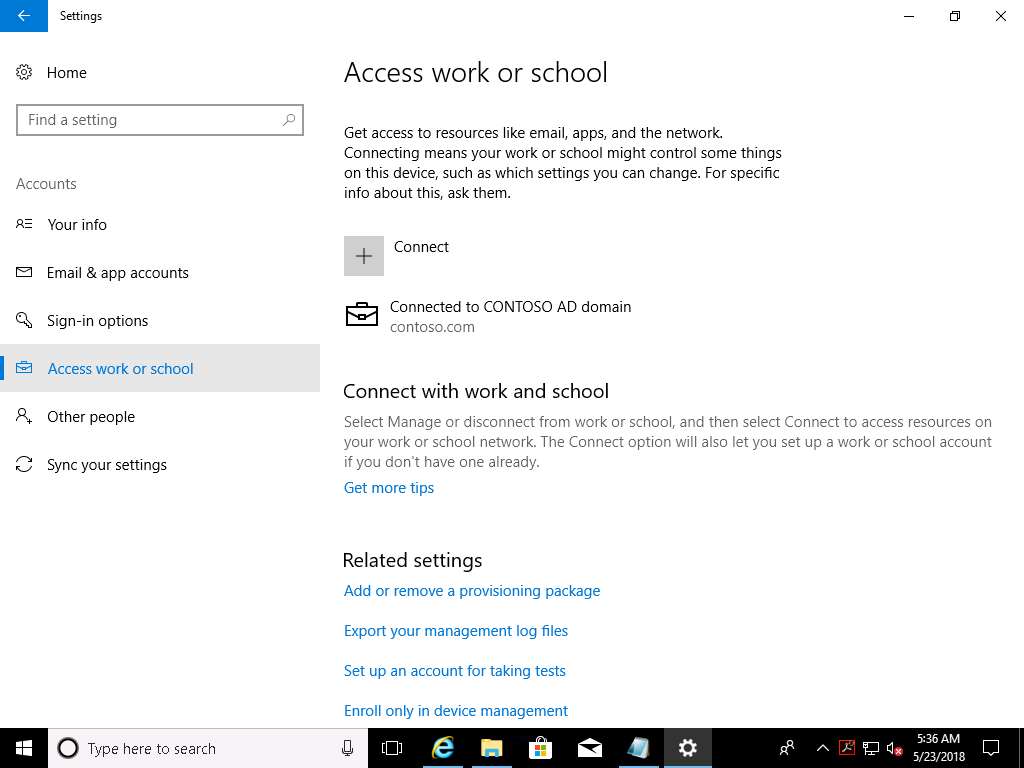 Settings
Home
Find a setting
Accounts
Your info
Email & app accounts
Sign-in options
Access work or school
Other people
Sync your settings
Access work or school
Get access to resources like email, apps, and the network.
Connecting means your work or school might control some things
on this device, such as which settings you can change. For specific
info about this, ask them.
Connect
Connected to CONTOSO AD domain
contoso.com
Connect with work and school
Select Manage or disconnect from work or school, and then select Connect to access resources on
your work or school network. The Connect option will also let you set up a work or school account
if you don't have one already.
Get more tips
Related settings
Add or remove a provisioning package
Export your management log files
Set up an account for taking tests
Enroll only in device management
Type here to search
5:36 AM
5/23/2018